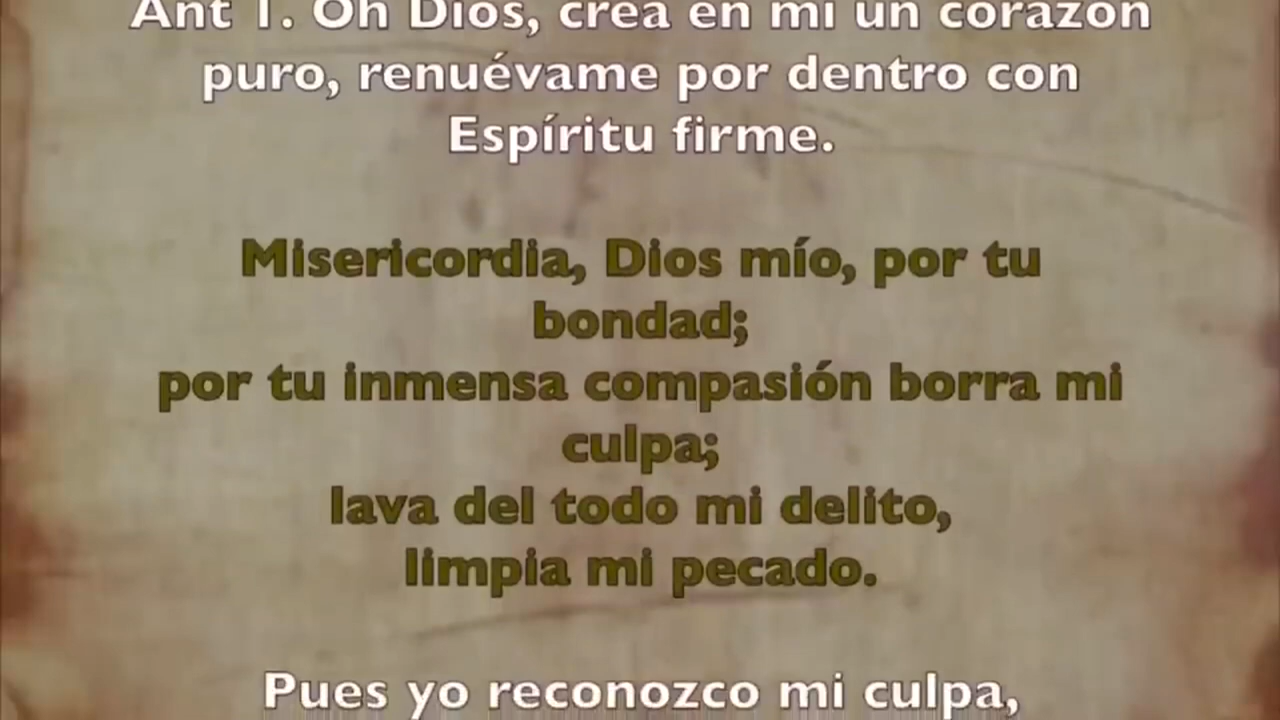 Ant 1. Oh Dios, crea en mí un corazón
puro, renuévame por dentro con
Espíritu firme.
Misericordia, Dios mío, por tu
bondad;
por tu inmensa compasión borra mi
culpa;
lava del todo mi delito,
limpia mi pecado.
Pues yo reconozco mi culpa,